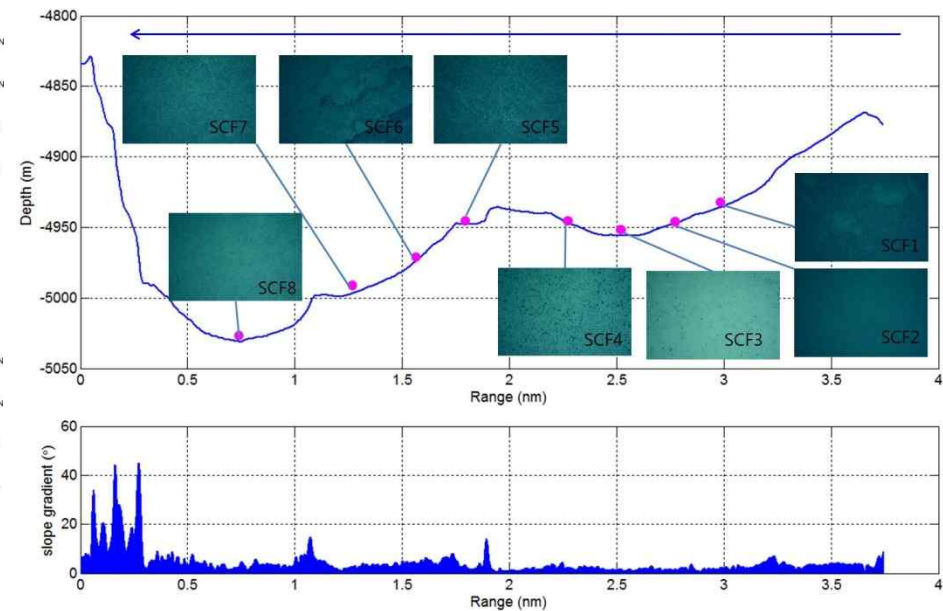 -4800
-4850
-4900
-4950
-5000
-5050
Depth (m)
SCF7
SCF6
SCF5
SCF8
SCF1
SCF4
SCF3
SCF2
0 0.5 1 1.5 2 2.5 3 3.5 4
Range (nm)
60
40
20
0
slope gradient (°)
0 0.5 1 1.5 2 2.5 3 3.5 4
Range (nm)